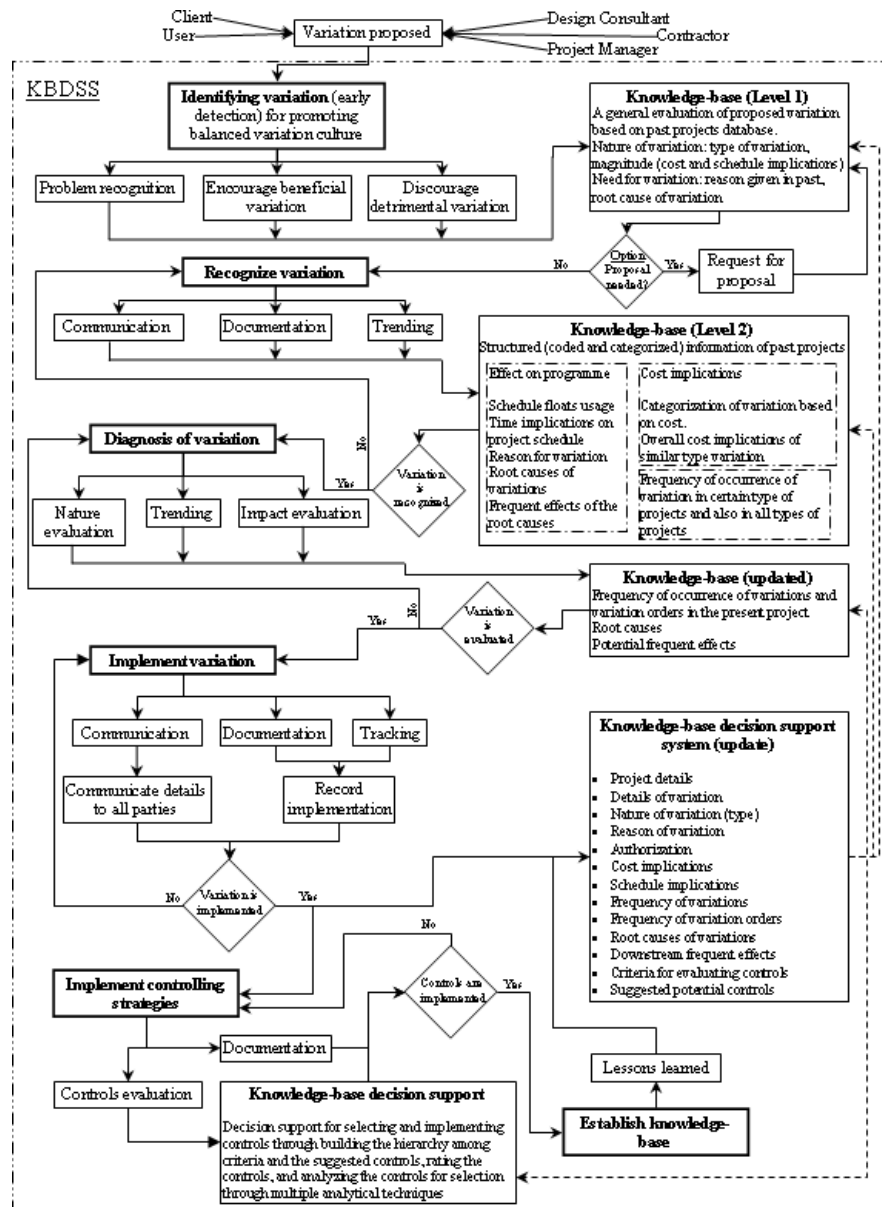 Client
User
Variation proposed
Design Consultant
Contractor
Project Manager
KBDSS
Identifying variation (early
detection) for promoting
balanced variation culture
Knowledge-base (Level 1)
A general evaluation of proposed variation
based on past projects database.
Nature of variation: type of variation,
magnitude (cost and schedule implications)
Need for variation: reason given in past,
root cause of variation
Problem recognition
Encourage beneficial
variation
Discourage
detrimental variation
No
Option
Proposal
needed?
Yes
Request for
proposal
Recognize variation
Communication
Documentation
Trending
Knowledge-base (Level 2)
Structured (coded and categorized) information of past projects
Effect on programme
Schedule floats usage
Time implications on
project schedule
Reason for variation
Root causes of
variations
Frequent effects of the
root causes
Cost implications
Categorization of variation based
on cost.
Overall cost implications of
similar type variation
Frequency of occurrence of
variation in certain type of
projects and also in all types of
projects
Diagnosis of variation
No
Yes
Variation
is
recognized
Nature
evaluation
Trending
Impact evaluation
Knowledge-base (updated)
Frequency of occurrence of variations and
variation orders in the present project
Root causes
Potential frequent effects
No
Yes
Variation
is
evaluated
Implement variation
Communication
Documentation
Tracking
Communicate details
to all parties
Record
implementation
No
Variation is
implemented
Yes
Knowledge-base decision support
system (update)
▪ Project details
▪ Details of variation
▪ Nature of variation (type)
▪ Reason of variation
▪ Authorization
▪ Cost implications
▪ Schedule implications
▪ Frequency of variations
▪ Frequency of variation orders
▪ Root causes of variations
▪ Downstream frequent effects
▪ Criteria for evaluating controls
▪ Suggested potential controls
No
Implement controlling
strategies
Controls are
implemented
Yes
Documentation
Lessons learned
Controls evaluation
Knowledge-base decision support
Decision support for selecting and implementing
controls through building the hierarchy among
criteria and the suggested controls, rating the
controls, and analyzing the controls for selection
through multiple analytical techniques
Establish knowledge-
base